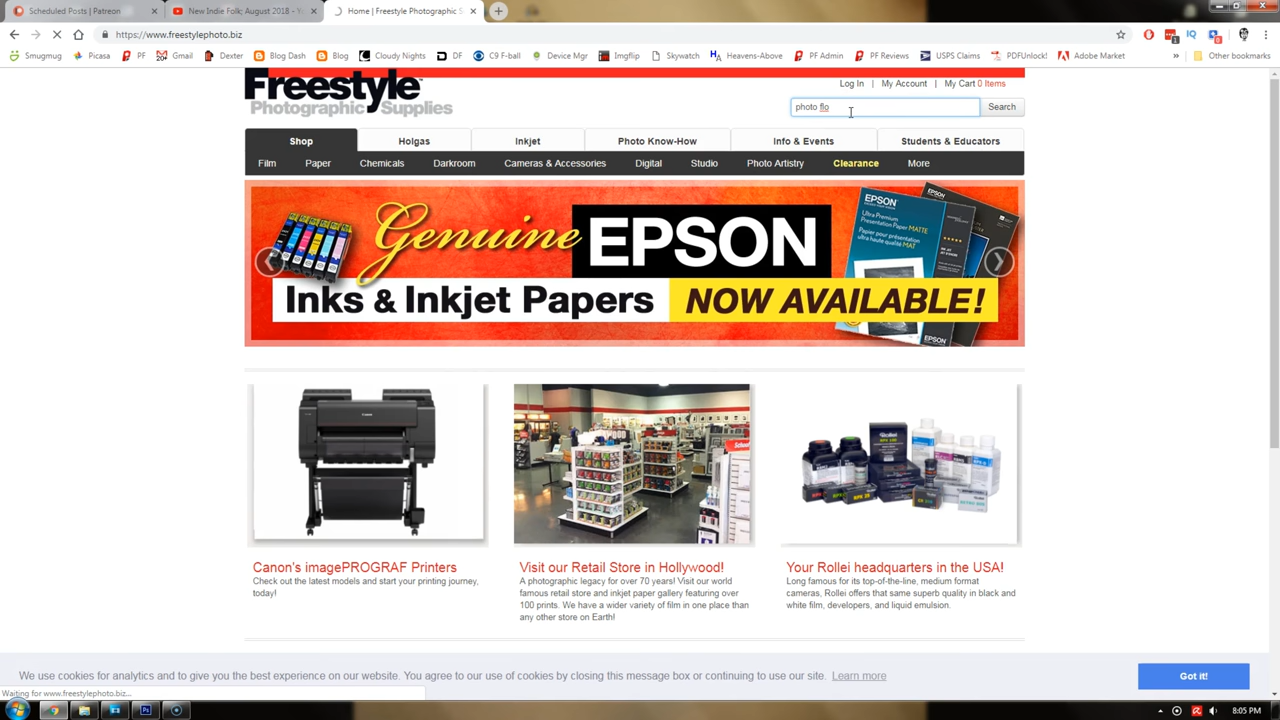 Scheduled Posts | Patreon
New Indie Folk; August 2018 - Y
Home | Freestyle Photographic S
https://www.freestylephoto.biz
Smugmug Picasa PF Gmail Dexter Blog Dash Blog Cloudy Nights DF C9 F-ball Device Mgr Imgflip Skywatch Heavens-Above PF Admin PF Reviews USPS Claims PDFUnlock! Adobe Market » Other bookmarks
Freestyle
Photographic Supplies
Log In | My Account | My Cart 0 Items
photo flo
Search
Shop Holgas Inkjet Photo Know-How Info & Events Students & Educators
Film Paper Chemicals Darkroom Cameras & Accessories Digital Studio Photo Artistry Clearance More
Genuine EPSON
Inks & Inkjet Papers NOW AVAILABLE!
EPSON
Ultra Premium
Presentation Paper
MATTE
Canon's imagePROGRAF Printers
Check out the latest models and start your printing journey,
today!
Visit our Retail Store in Hollywood!
A photographic legacy for over 70 years! Visit our world
famous retail store and inkjet paper gallery featuring over
100 prints. We have a wider variety of film in one place than
any other store on Earth!
Your Rollei headquarters in the USA!
Long famous for its top-of-the-line, medium format
cameras, Rollei offers that same superb quality in black and
white film, developers, and liquid emulsion.
We use cookies for analytics and to give you the best experience on our website. You agree to our use of cookies by closing this message box or continuing to use our site. Learn more
Got it!
Waiting for www.freestylephoto.biz...
8:05 PM